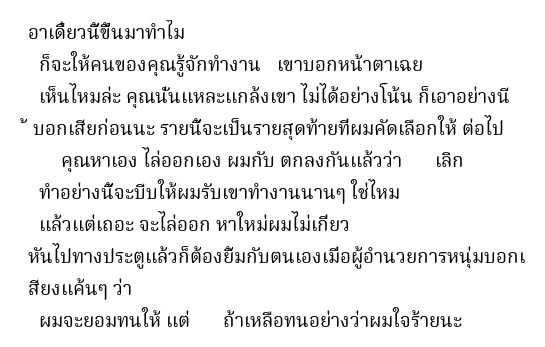 อาเดี๋ยวนี้ขึ้นมาทำไม
ก็จะให้คนของคุณรู้จักทำงาน เขาบอกหน้าตาเฉย
เห็นไหมล่ะ คุณนั่นแหละแกล้งเขา ไม่ได้อย่างโน้น ก็เอาอย่างนี
้ บอกเสียก่อนนะ รายนี้จะเป็นรายสุดท้ายที่ผมคัดเลือกให้ ต่อไป
คุณหาเอง ไล่ออกเอง ผมกับ ตกลงกันแล้วว่า เลิก
ทำอย่างนี้จะบีบให้ผมรับเขาทำงานนานๆ ใช่ไหม
แล้วแต่เถอะ จะไล่ออก หาใหม่ผมไม่เกี่ยว
หันไปทางประตูแล้วก็ต้องยิ้มกับตนเองเมื่อผู้อำนวยการหนุ่มบอกเ
สียงแค้นๆ ว่า
ผมจะยอมทนให้ แต่ ถ้าเหลือทนอย่าว่าผมใจร้ายนะ